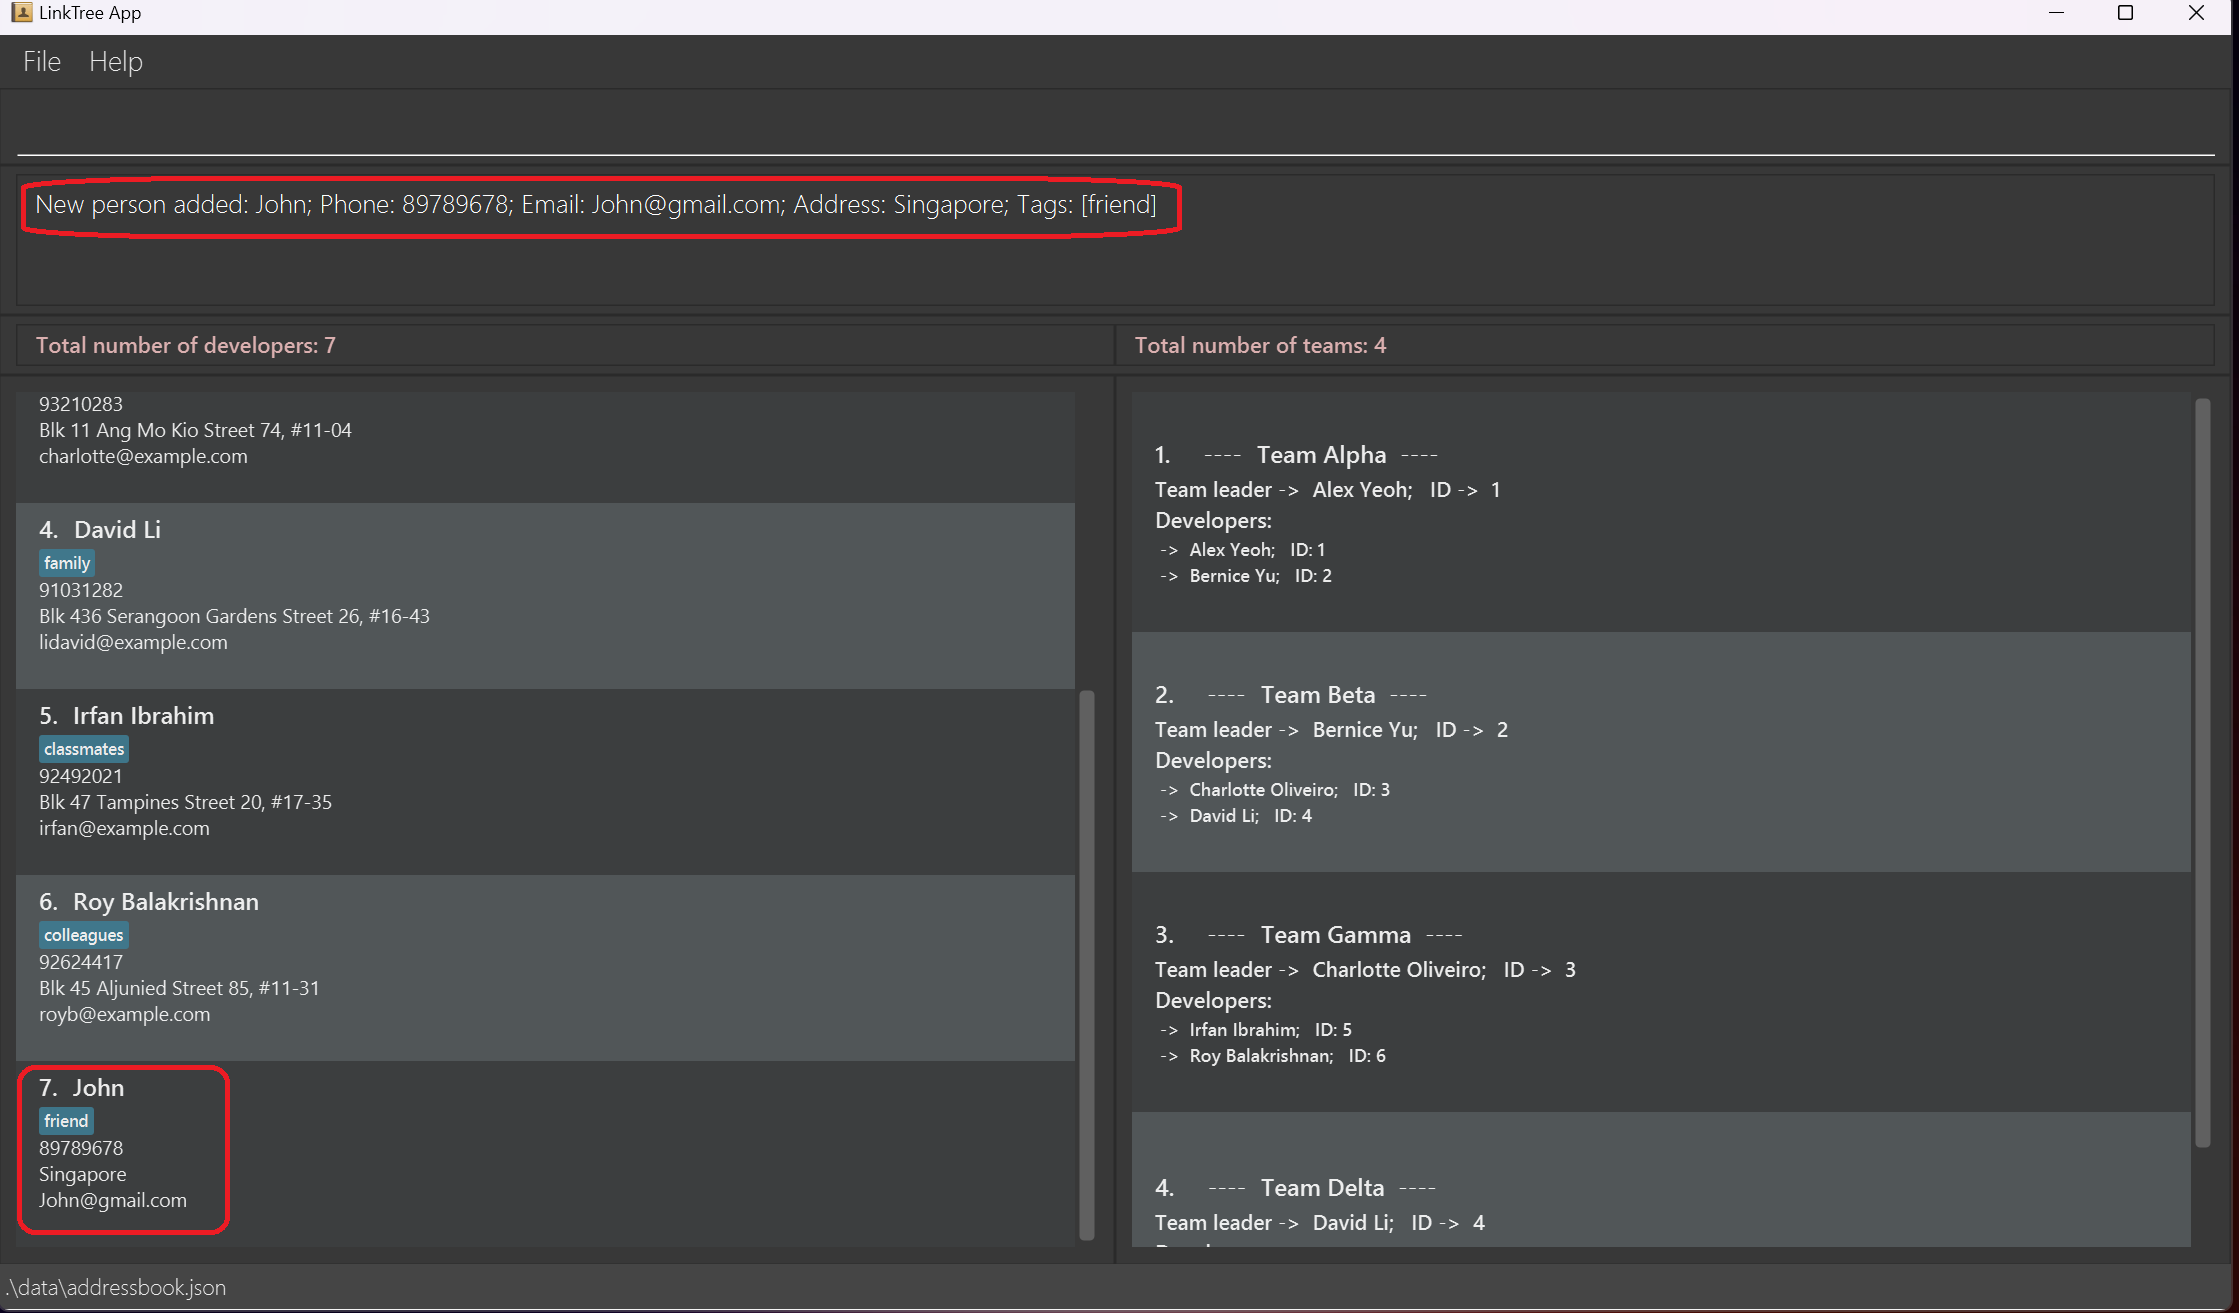 LinkTree App
File Help
New person added: John; Phone: 89789678; Email: John@gmail.com; Address: Singapore; Tags: [friend]
Total number of developers: 7
Total number of teams: 4
93210283
Blk 11 Ang Mo Kio Street 74, #11-04
charlotte@example.com
4. David Li
family
91031282
Blk 436 Serangoon Gardens Street 26, #16-43
lidavid@example.com
5. Irfan Ibrahim
classmates
92492021
Blk 47 Tampines Street 20, #17-35
irfan@example.com
6. Roy Balakrishnan
colleagues
92624417
Blk 45 Aljunied Street 85, #11-31
royb@example.com
7. John
friend
89789678
Singapore
John@gmail.com
1. ---- Team Alpha ----
Team leader -> Alex Yeoh; ID -> 1
Developers:
-> Alex Yeoh; ID: 1
-> Bernice Yu; ID: 2
2. ---- Team Beta ----
Team leader -> Bernice Yu; ID -> 2
Developers:
-> Charlotte Oliveiro; ID: 3
-> David Li; ID: 4
3. ---- Team Gamma ----
Team leader -> Charlotte Oliveiro; ID -> 3
Developers:
-> Irfan Ibrahim; ID: 5
-> Roy Balakrishnan; ID: 6
4. ---- Team Delta ----
Team leader -> David Li; ID -> 4
.\data\addressbook.json